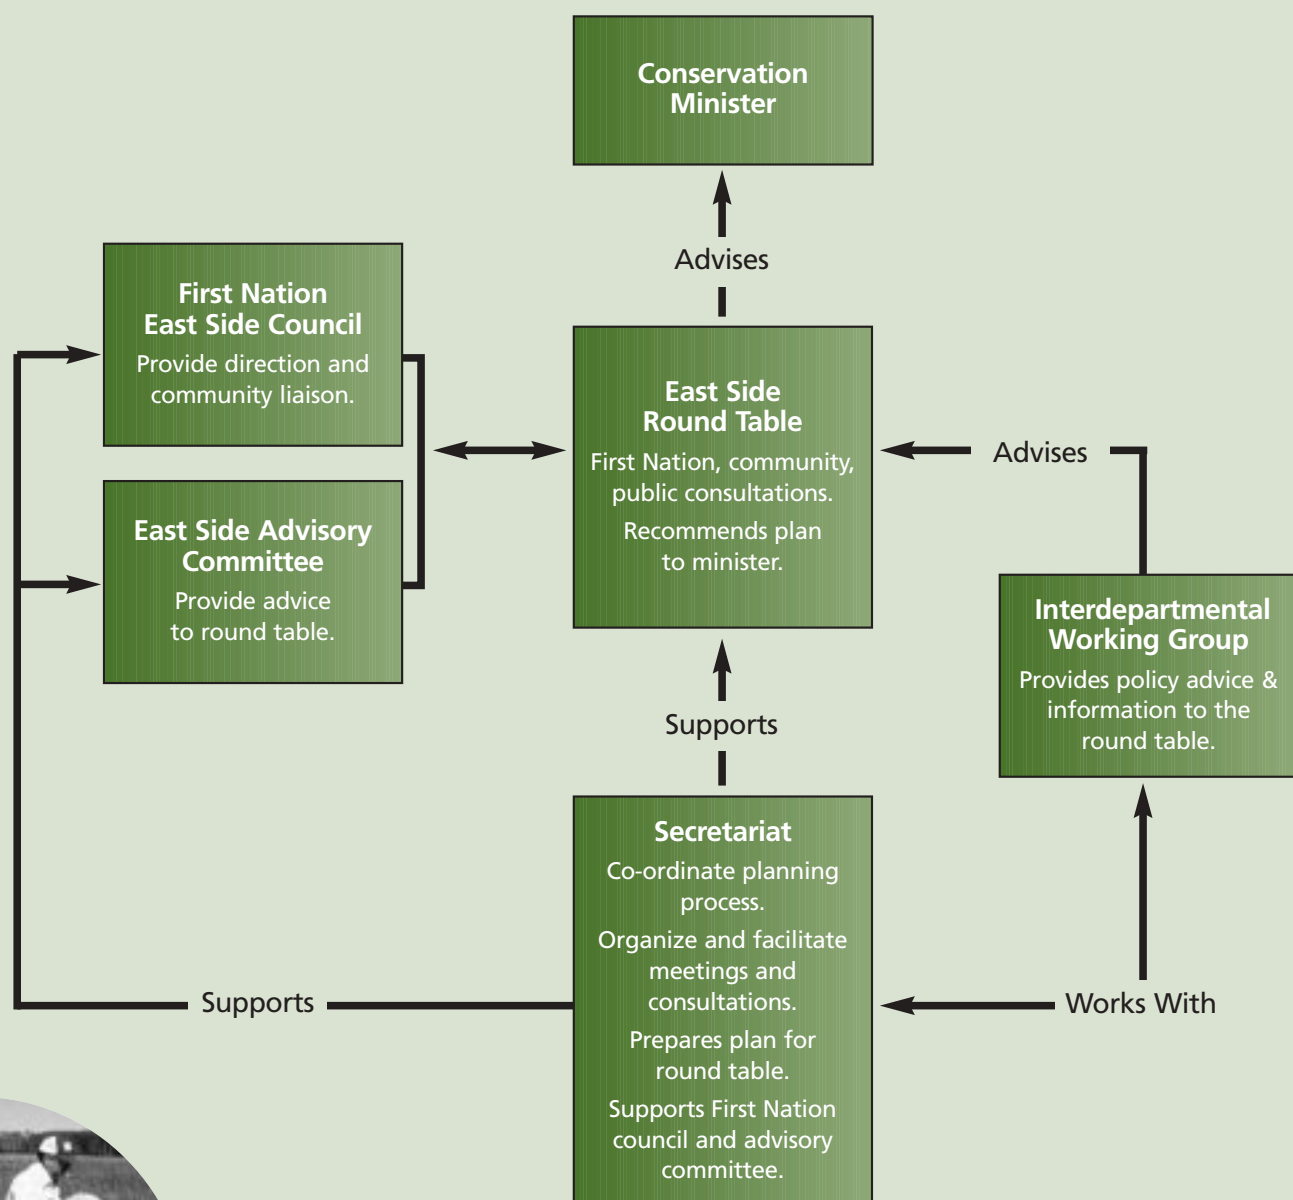 Conservation
Minister
Advises
First Nation
East Side Council
Provide direction and
community liaison.
East Side
Round Table
First Nation, community,
public consultations.
Recommends plan
to minister.
Advises
East Side Advisory
Committee
Provide advice
to round table.
Interdepartmental
Working Group
Provides policy advice &
information to the
round table.
Supports
Secretariat
Co-ordinate planning
process.
Organize and facilitate
meetings and
consultations.
Prepares plan for
round table.
Supports First Nation
council and advisory
committee.
Supports
Works With